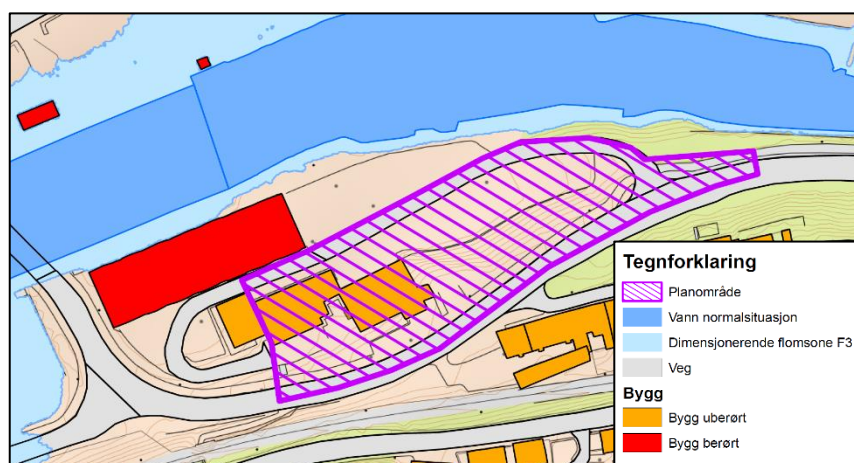 Tegnforklaring
Planområde
Vann normalsituasjon
Dimensjonerende flomsone F3
Veg
Bygg
Bygg uberørt
Bygg berørt